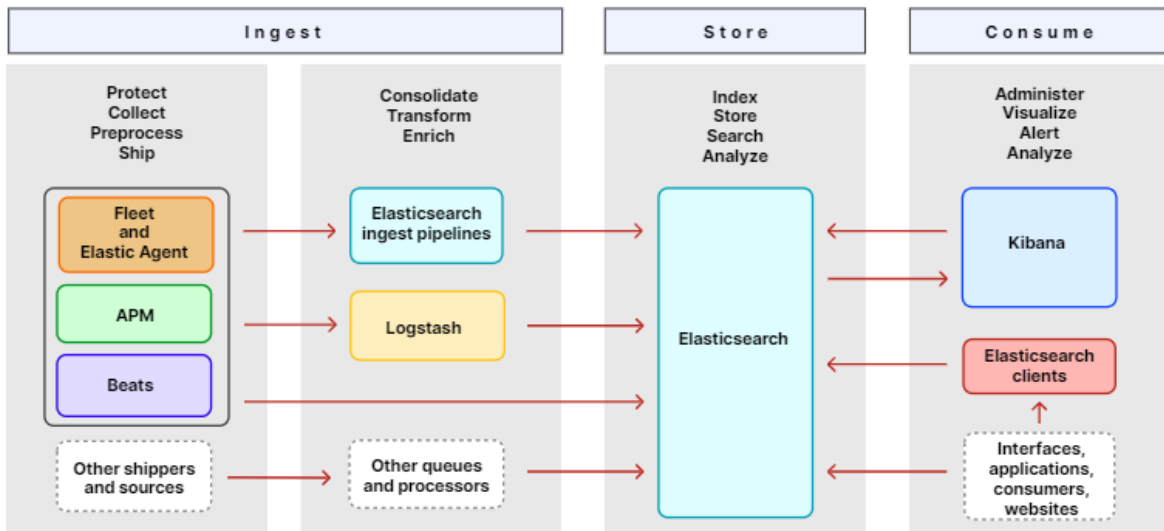 Ingest
Store
Consume
Protect
Collect
Preprocess
Ship
Consolidate
Transform
Enrich
Index
Store
Search
Analyze
Administer
Visualize
Alert
Analyze
Fleet
and
Elastic Agent
APM
Beats
Other shippers
and sources
Elasticsearch
ingest pipelines
Logstash
Other queues
and processors
Elasticsearch
Kibana
Elasticsearch
clients
Interfaces,
applications,
consumers,
websites